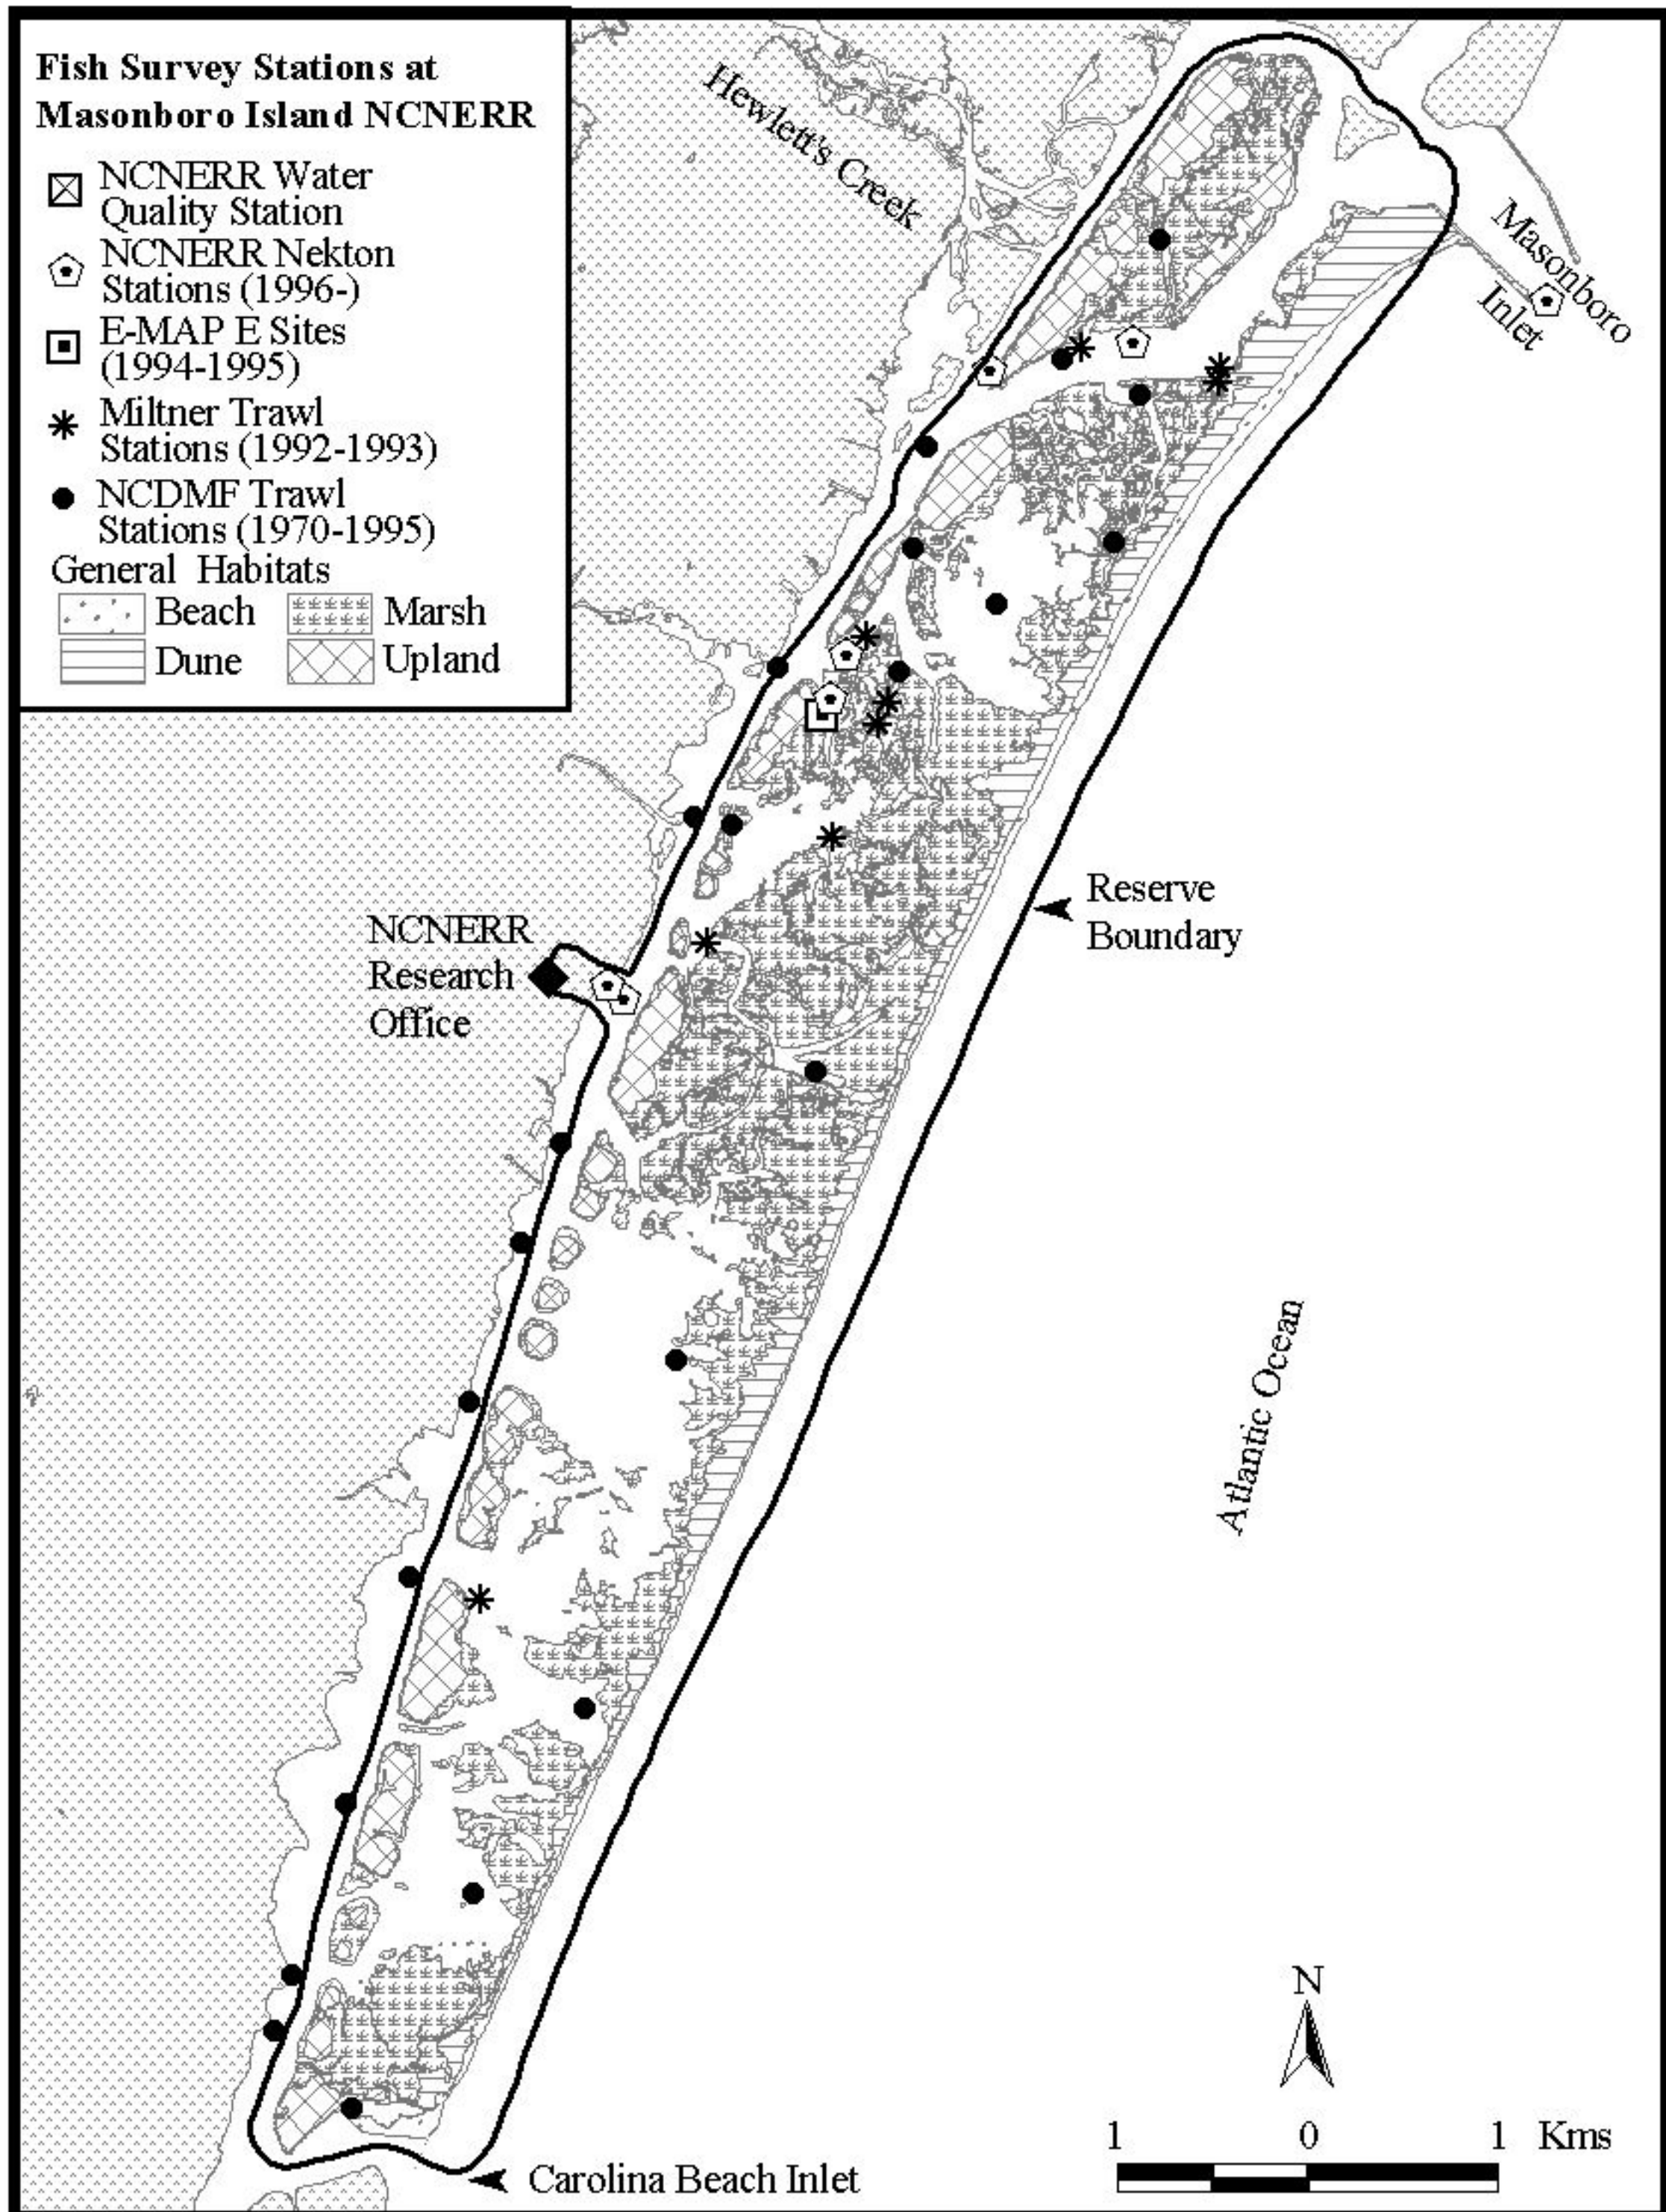 Fish Survey Stations at
Masonboro Island NCNERR
NCNERR Water
Quality Station
NCNERR Nekton
Stations (1996-)
E-MAP E Sites
(1994-1995)
Miltner Trawl
Stations (1992-1993)
NCDMF Trawl
Stations (1970-1995)
General Habitats
Beach
Marsh
Dune
Upland
Hewlett's Creek
Masonboro
Inlet
Reserve
Boundary
NCNERR
Research
Office
Atlantic Ocean
N
1 0 1 Kms
Carolina Beach Inlet